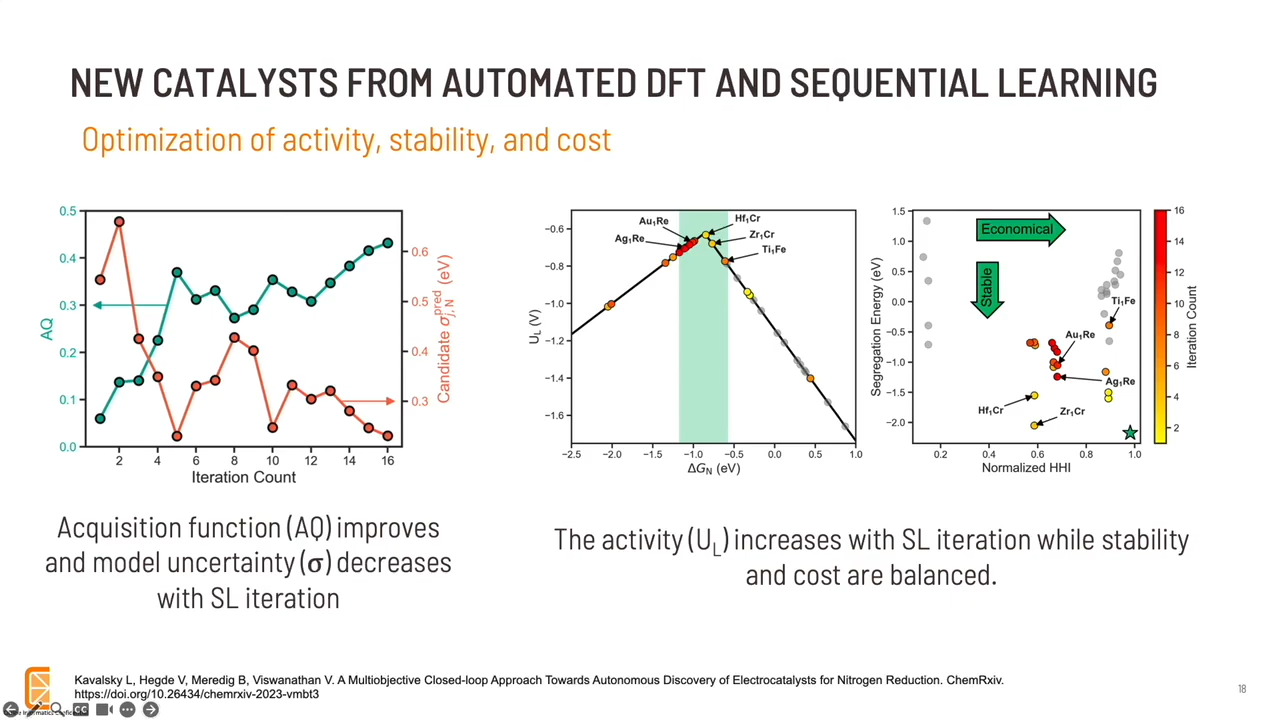 NEW CATALYSTS FROM AUTOMATED DFT AND SEQUENTIAL LEARNING
Optimization of activity, stability, and cost
0.5
0.4
0.3
0.2
0.1
0.0
AQ
2 4 6 8 10 12 14 16
Iteration Count
0.6
0.5
0.4
0.3
Candidate σ_{j,N}^{pred} (eV)
−0.6
−0.8
−1.0
−1.2
−1.4
−1.6
U_L (V)
Au₁Re
Ag₁Re
Hf₁Cr
Zr₁Cr
Ti₁Fe
−2.5 −2.0 −1.5 −1.0 −0.5 0.0 0.5 1.0
ΔG_N (eV)
1.5
1.0
0.5
0.0
−0.5
−1.0
−1.5
−2.0
Segregation Energy (eV)
Economical
Stable
Ti₁Fe
Au₁Re
Ag₁Re
Hf₁Cr
Zr₁Cr
0.2 0.4 0.6 0.8 1.0
Normalized HHI
16
14
12
10
8
6
4
2
Iteration Count
Acquisition function (AQ) improves
and model uncertainty (σ) decreases
with SL iteration
The activity (U_L) increases with SL iteration while stability
and cost are balanced.
Kavalsky L, Hegde V, Meredig B, Viswanathan V. A Multiobjective Closed-loop Approach Towards Autonomous Discovery of Electrocatalysts for Nitrogen Reduction. ChemRxiv.
https://doi.org/10.26434/chemrxiv-2023-vmbt3
18
CC